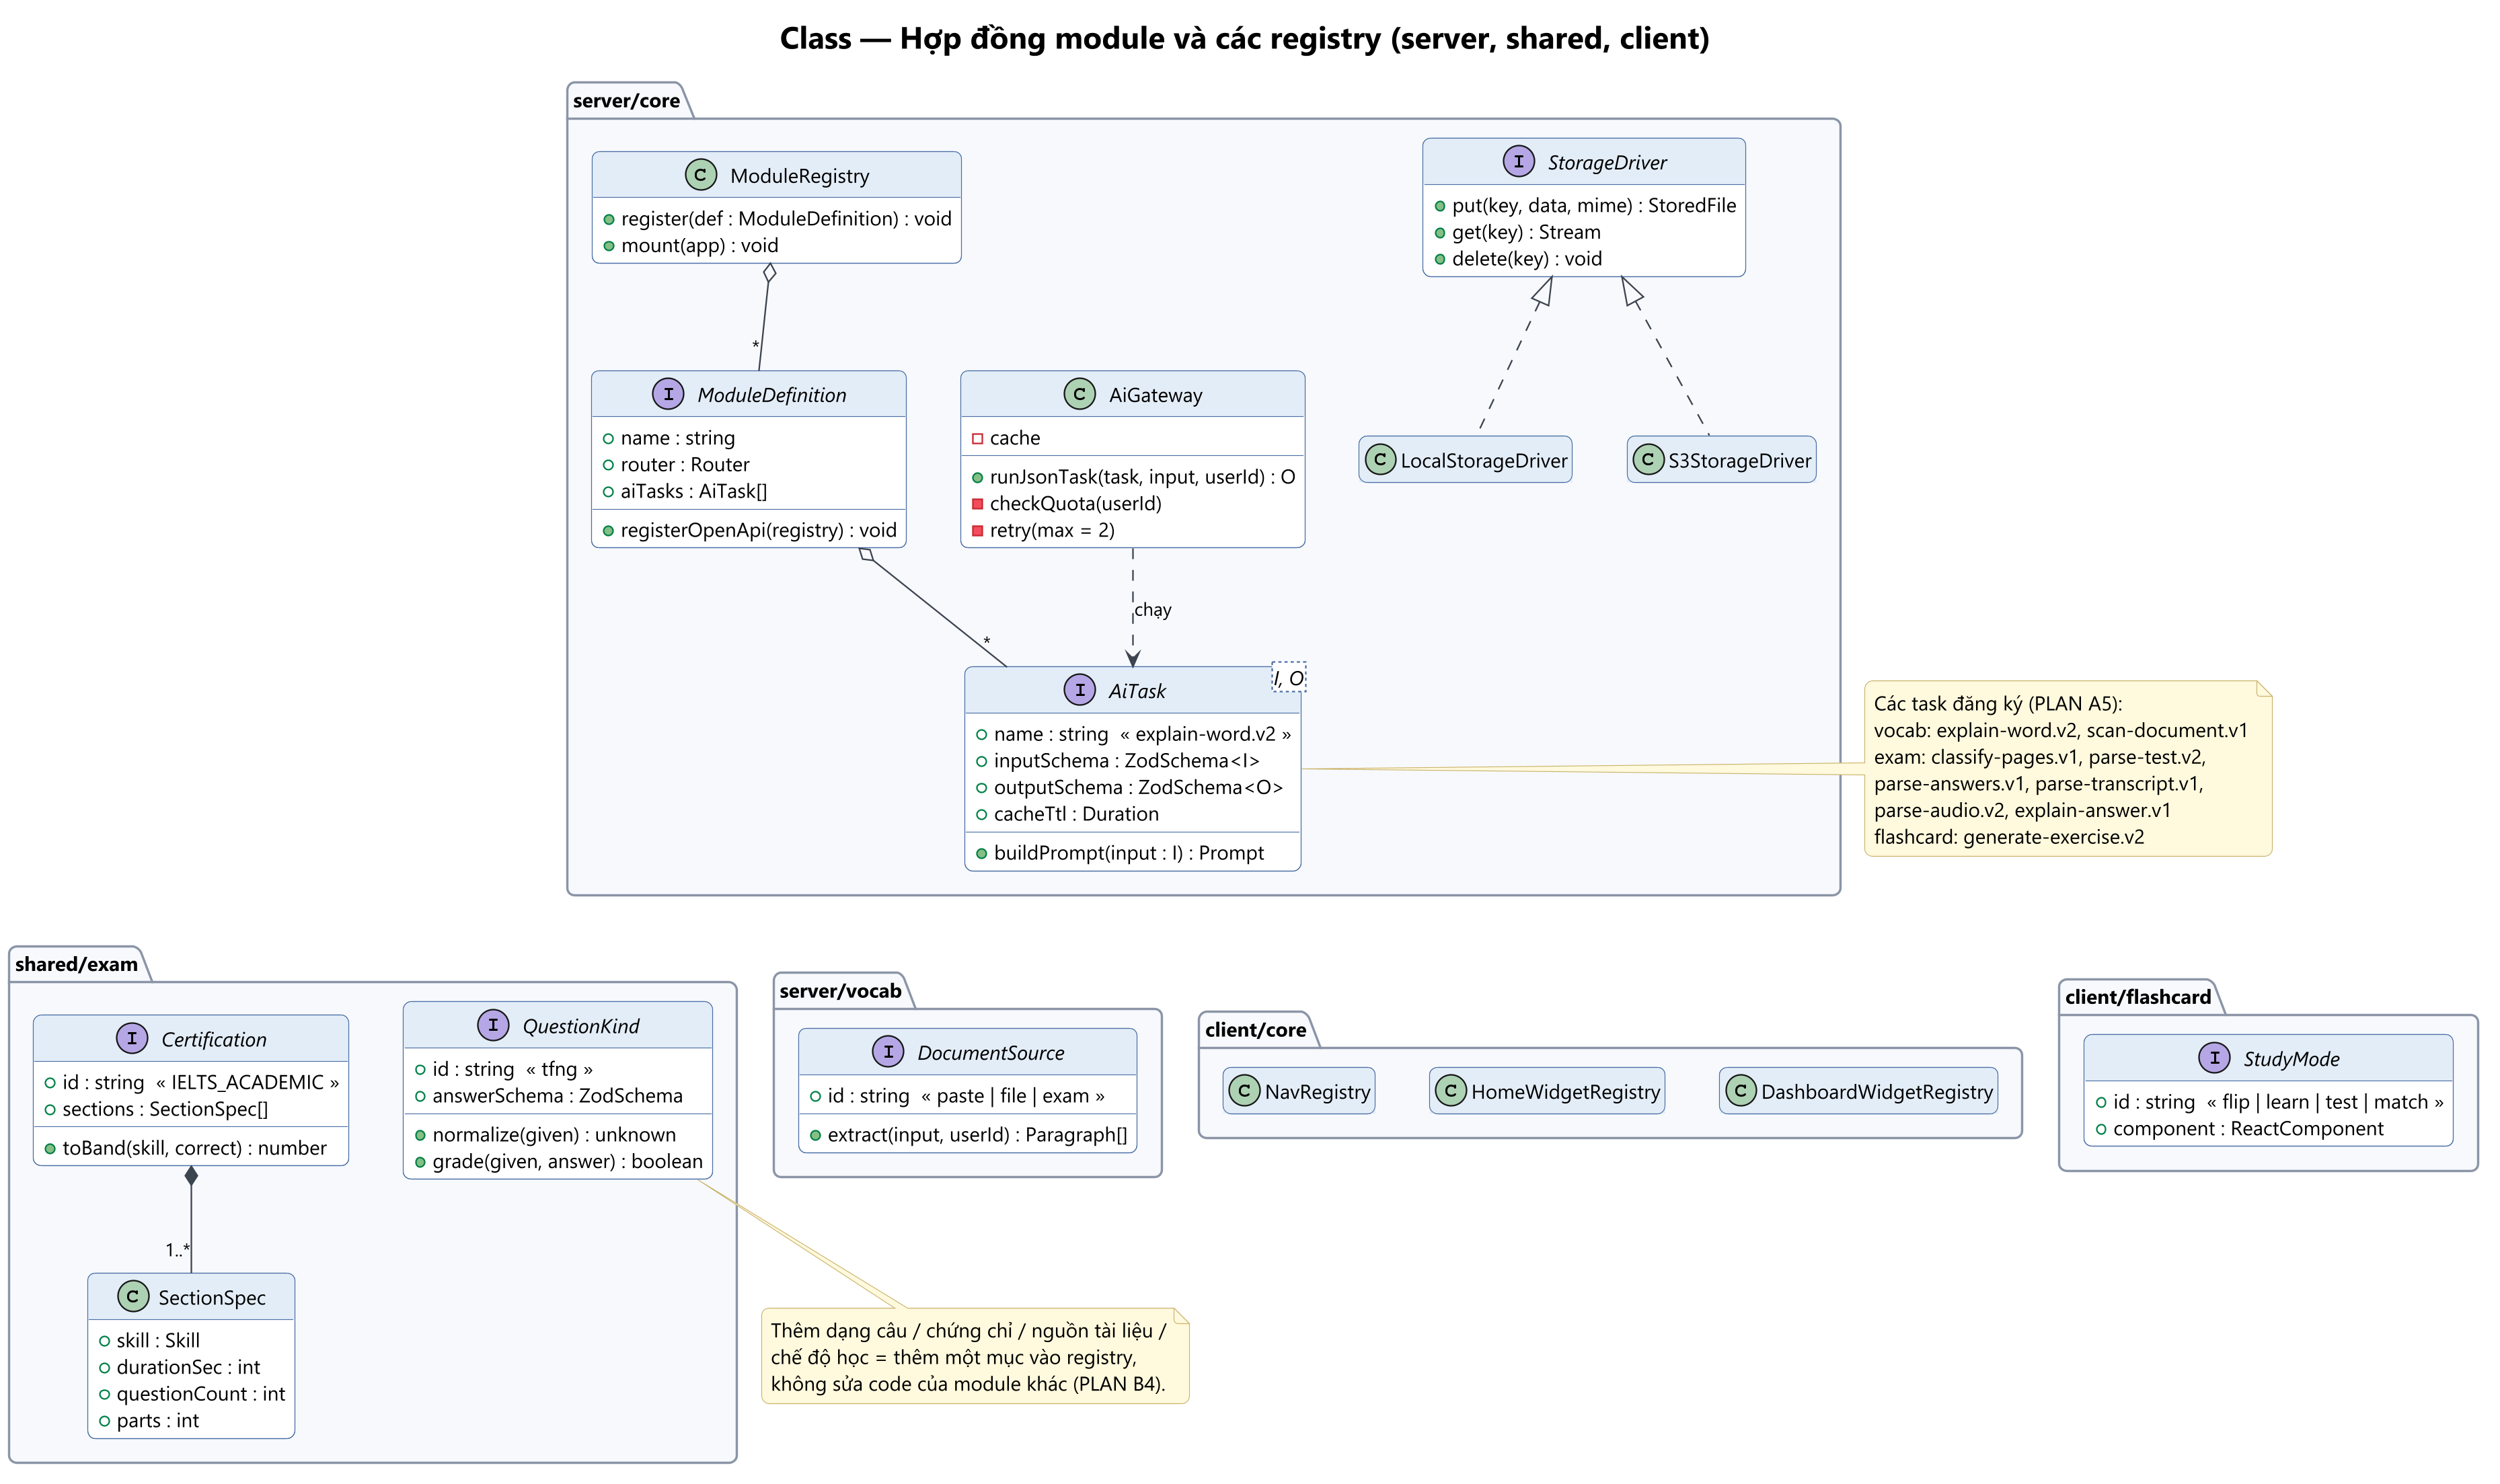 Class — Hợp đồng module và các registry (server, shared, client)
server/core
C ModuleRegistry
register(def : ModuleDefinition) : void
mount(app) : void
I StorageDriver
put(key, data, mime) : StoredFile
get(key) : Stream
delete(key) : void
*
I ModuleDefinition
name : string
router : Router
aiTasks : AiTask[]
registerOpenApi(registry) : void
C AiGateway
cache
runJsonTask(task, input, userId) : O
checkQuota(userId)
retry(max = 2)
C LocalStorageDriver
C S3StorageDriver
chạy
*
I AiTask
I, O
name : string « explain-word.v2 »
inputSchema : ZodSchema<I>
outputSchema : ZodSchema<O>
cacheTtl : Duration
buildPrompt(input : I) : Prompt
Các task đăng ký (PLAN A5):
vocab: explain-word.v2, scan-document.v1
exam: classify-pages.v1, parse-test.v2,
parse-answers.v1, parse-transcript.v1,
parse-audio.v2, explain-answer.v1
flashcard: generate-exercise.v2
shared/exam
I Certification
id : string « IELTS_ACADEMIC »
sections : SectionSpec[]
toBand(skill, correct) : number
I QuestionKind
id : string « tfng »
answerSchema : ZodSchema
normalize(given) : unknown
grade(given, answer) : boolean
1..*
C SectionSpec
skill : Skill
durationSec : int
questionCount : int
parts : int
server/vocab
I DocumentSource
id : string « paste | file | exam »
extract(input, userId) : Paragraph[]
client/core
C NavRegistry
C HomeWidgetRegistry
C DashboardWidgetRegistry
client/flashcard
I StudyMode
id : string « flip | learn | test | match »
component : ReactComponent
Thêm dạng câu / chứng chỉ / nguồn tài liệu /
chế độ học = thêm một mục vào registry,
không sửa code của module khác (PLAN B4).